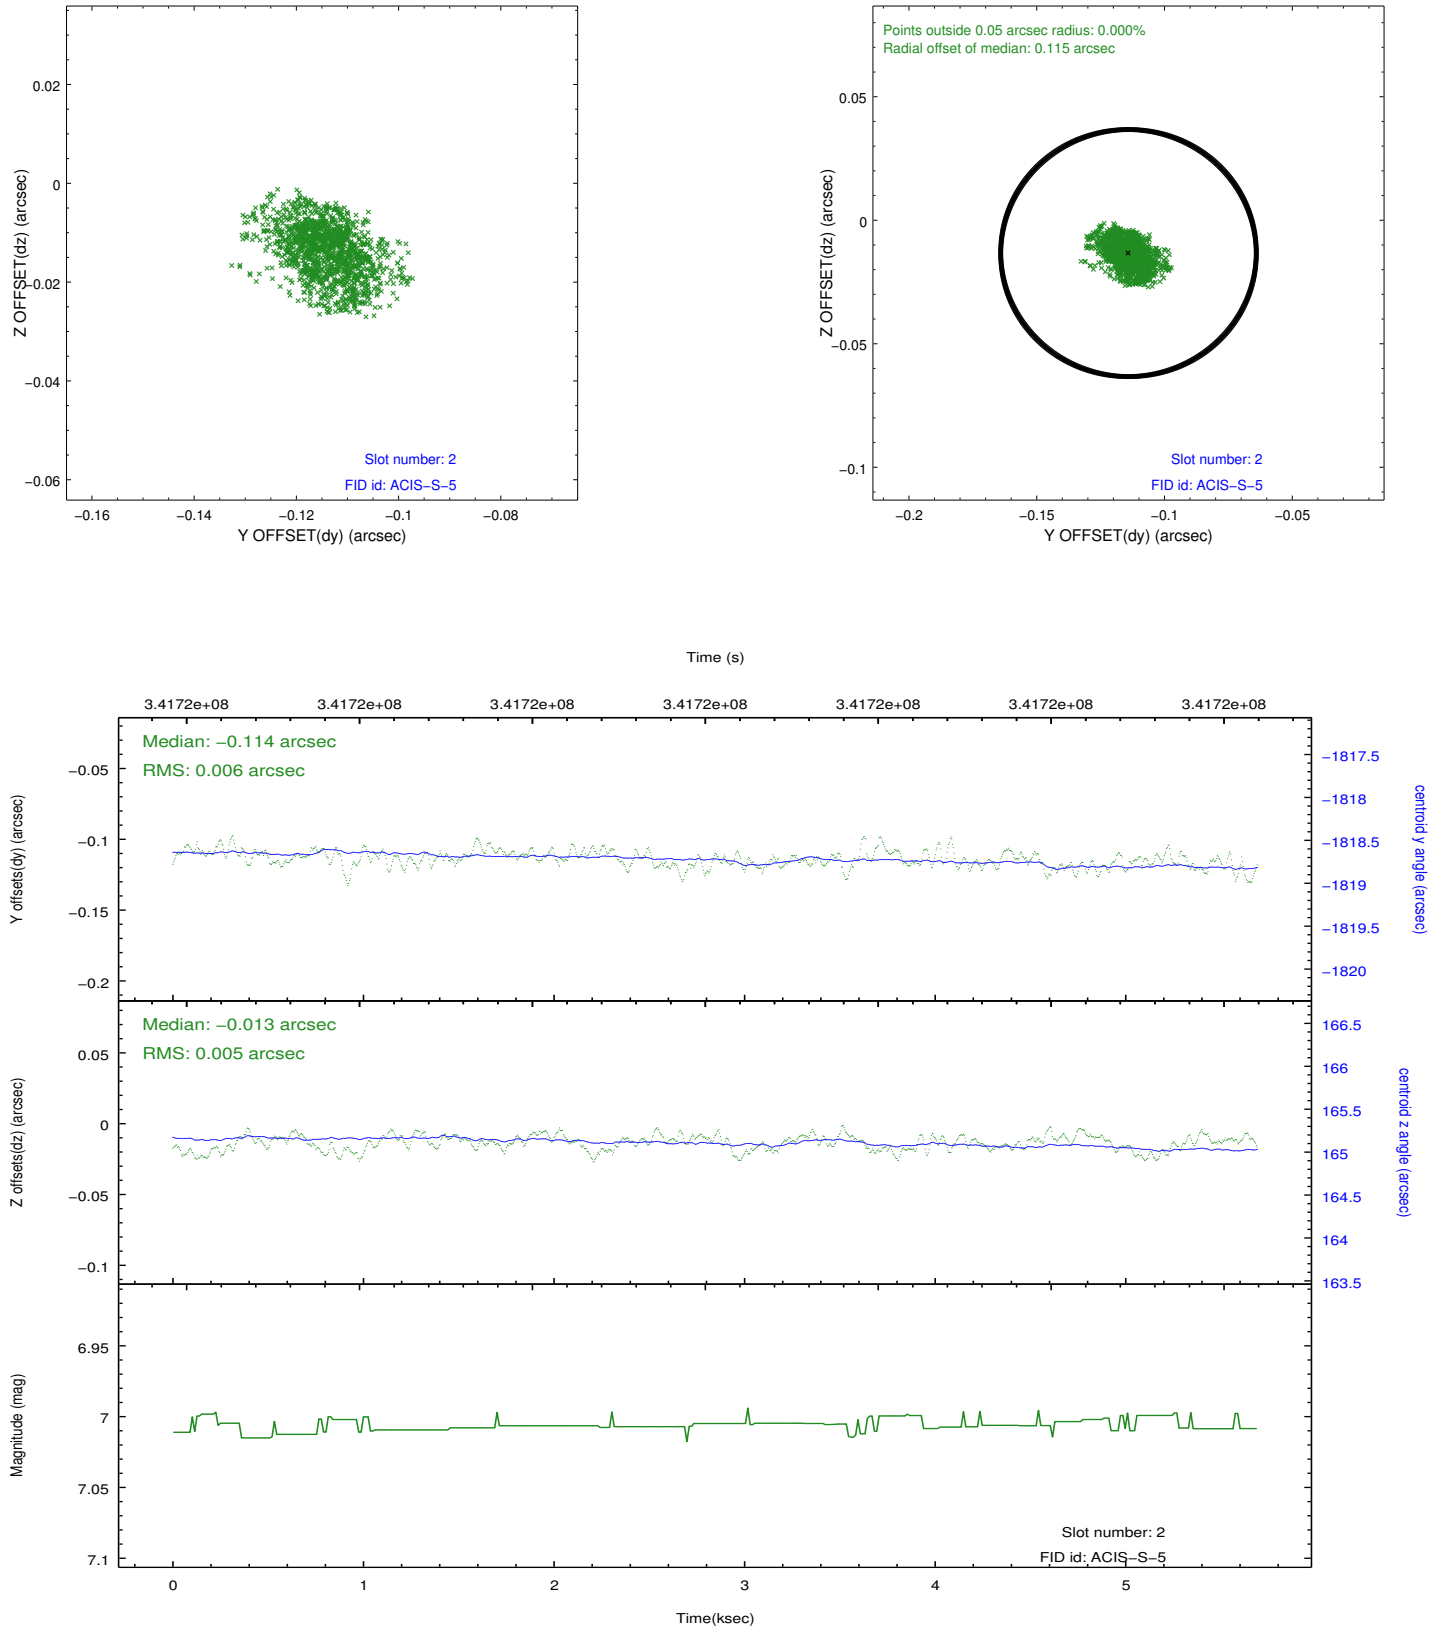 0.02
0
−0.02
−0.04
−0.06
Z OFFSET(dz) (arcsec)
Slot number: 2
FID id: ACIS−S−5
−0.16
−0.14
−0.12
−0.1
−0.08
Y OFFSET(dy) (arcsec)
Points outside 0.05 arcsec radius: 0.000%
Radial offset of median: 0.115 arcsec
0.05
0
−0.05
−0.1
Z OFFSET(dz) (arcsec)
Slot number: 2
FID id: ACIS−S−5
−0.2
−0.15
−0.1
−0.05
Y OFFSET(dy) (arcsec)
Time (s)
3.4172e+08
3.4172e+08
3.4172e+08
3.4172e+08
3.4172e+08
3.4172e+08
3.4172e+08
Median: −0.114 arcsec
RMS: 0.006 arcsec
−0.05
−0.1
−0.15
−0.2
Y offsets(dy) (arcsec)
−1817.5
−1818
−1818.5
−1819
−1819.5
−1820
centroid y angle (arcsec)
Median: −0.013 arcsec
RMS: 0.005 arcsec
0.05
0
−0.05
−0.1
Z offsets(dz) (arcsec)
166.5
166
165.5
165
164.5
164
163.5
centroid z angle (arcsec)
6.95
7
7.05
7.1
Magnitude (mag)
Slot number: 2
FID id: ACIS−S−5
0
1
2
3
4
5
Time(ksec)